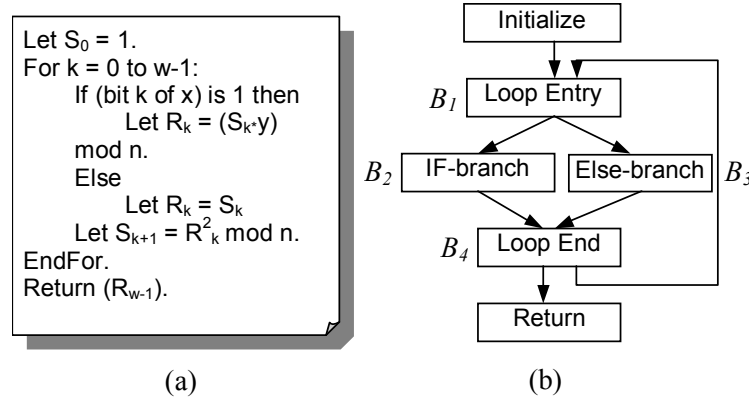 Let S₀ = 1.
For k = 0 to w-1:
If (bit k of x) is 1 then
Let Rₖ = (Sₖ*y)
mod n.
Else
Let Rₖ = Sₖ
Let Sₖ₊₁ = R²ₖ mod n.
EndFor.
Return (R_{w-1}).
(a)
Initialize
B₁ Loop Entry
B₂ IF-branch Else-branch B₃
B₄ Loop End
Return
(b)